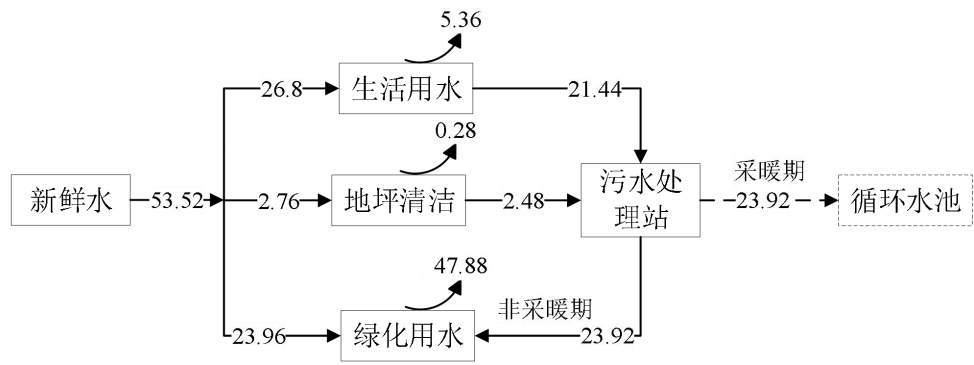 5.36
26.8
生活用水
21.44
0.28
新鲜水
53.52
2.76
地坪清洁
2.48
污水处
理站
采暖期
23.92
循环水池
47.88
23.96
绿化用水
非采暖期
23.92